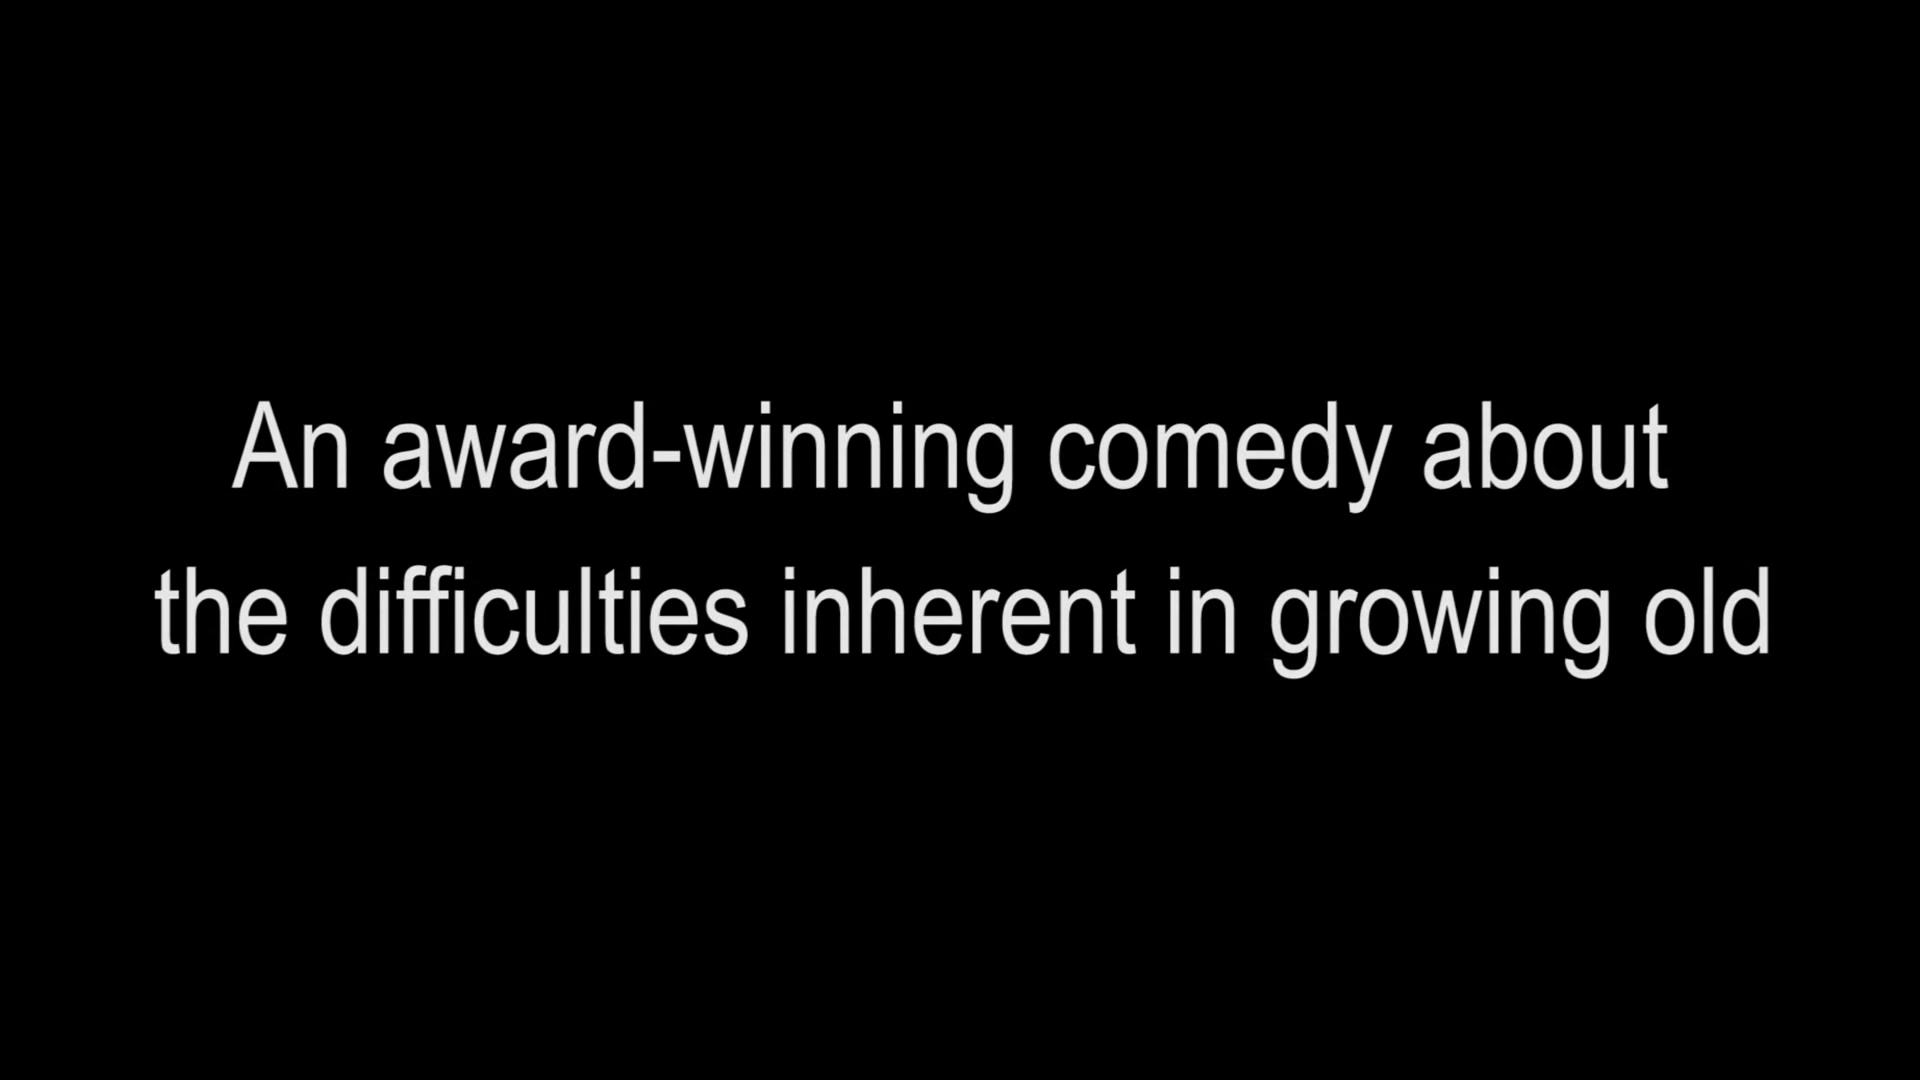 An award-winning comedy about
the difficulties inherent in growing old